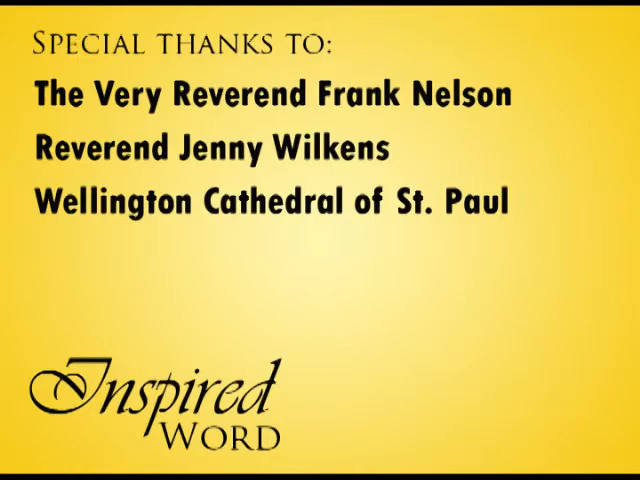 SPECIAL THANKS TO:
The Very Reverend Frank Nelson
Reverend Jenny Wilkens
Wellington Cathedral of St. Paul
Inspired
WORD